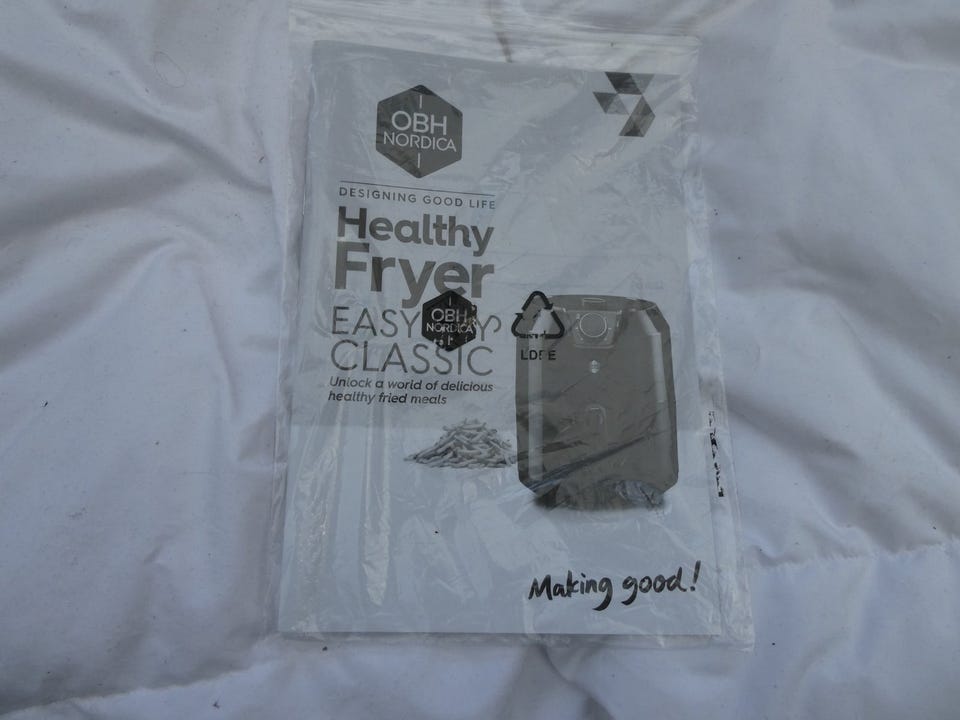 OBH
NORDICA
DESIGNING GOOD LIFE
Healthy
Fryer
EASY
OBH
NORDICA
CLASSIC
Unlock a world of delicious
healthy fried meals
Making good!